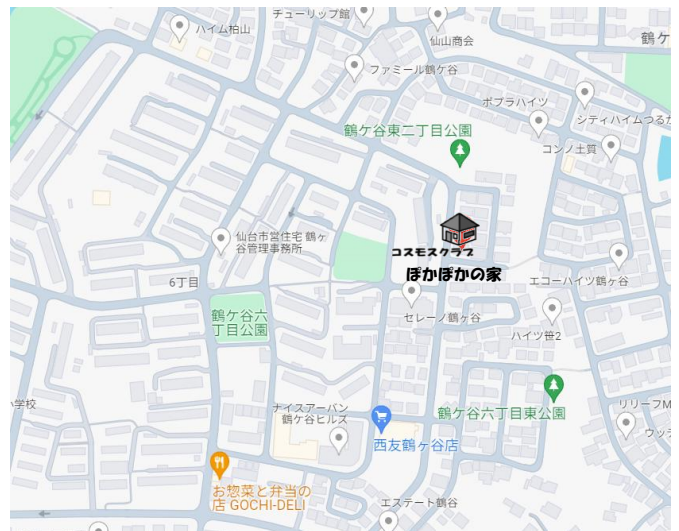 チューリップ館
ハイム柏山
仙山商会
鶴ケ
ファミール鶴ケ谷
ポプラハイツ
シティハイムつるが
鶴ケ谷東二丁目公園
コンノ土質
仙台市営住宅 鶴ケ
谷管理事務所
コスモスクラブ
ぽかぽかの家
6丁目
エコーハイツ鶴ケ谷
鶴ケ谷六
丁目公園
セレーノ鶴ヶ谷
ハイツ笹2
小学校
ナイスアーバン
鶴ケ谷ヒルズ
鶴ケ谷六丁目東公園
リリーフM
ウッデ
西友鶴ヶ谷店
お惣菜と弁当の
店 GOCHI-DELI
エステート鶴谷